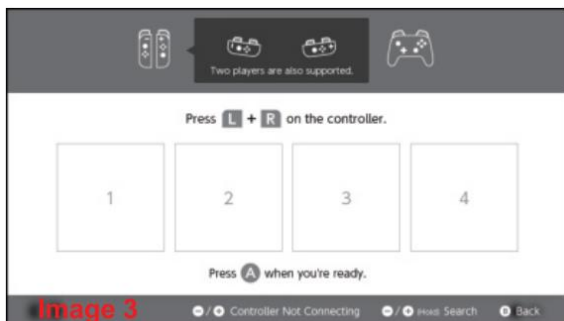 Two players are also supported.
Press L + R on the controller.
1 2 3 4
Press A when you're ready.
Image 3 -/+ Controller Not Connecting -/+ (Hold) Search B Back